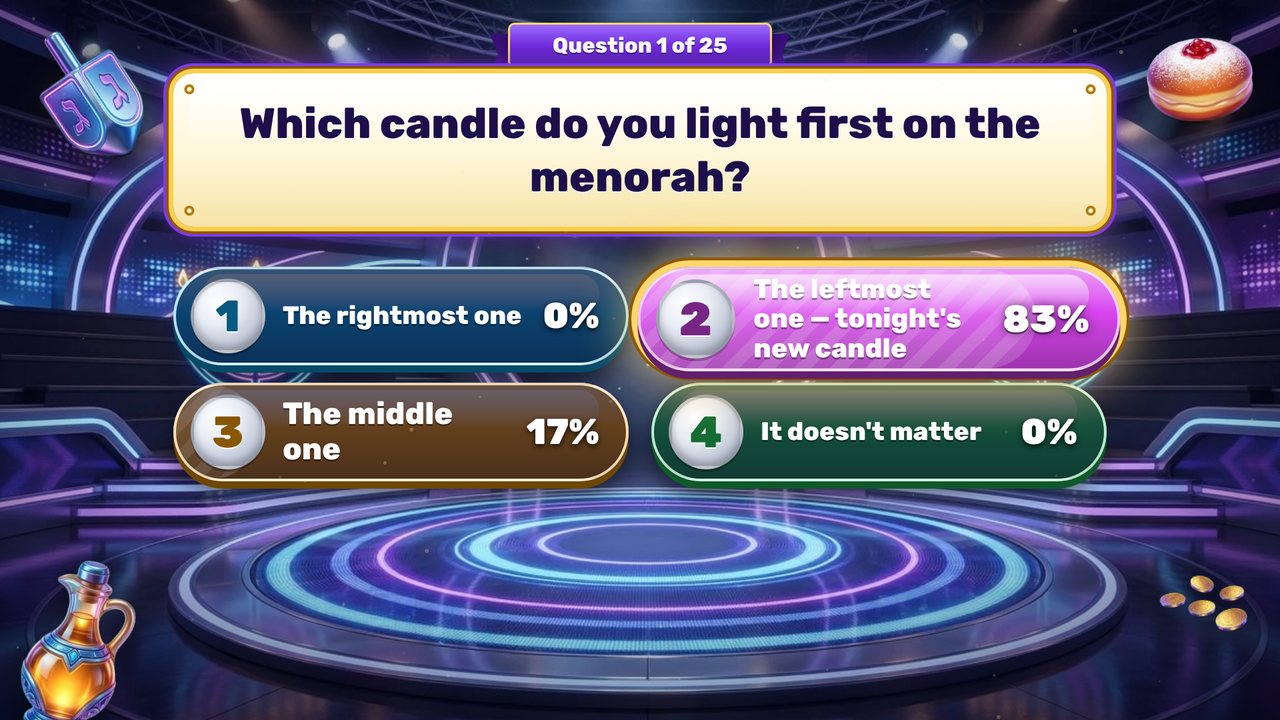 Question 1 of 25
Which candle do you light first on the
menorah?
1
The rightmost one
0%
2
The leftmost
one – tonight's
new candle
83%
3
The middle
one
17%
4
It doesn't matter
0%
ג
ג